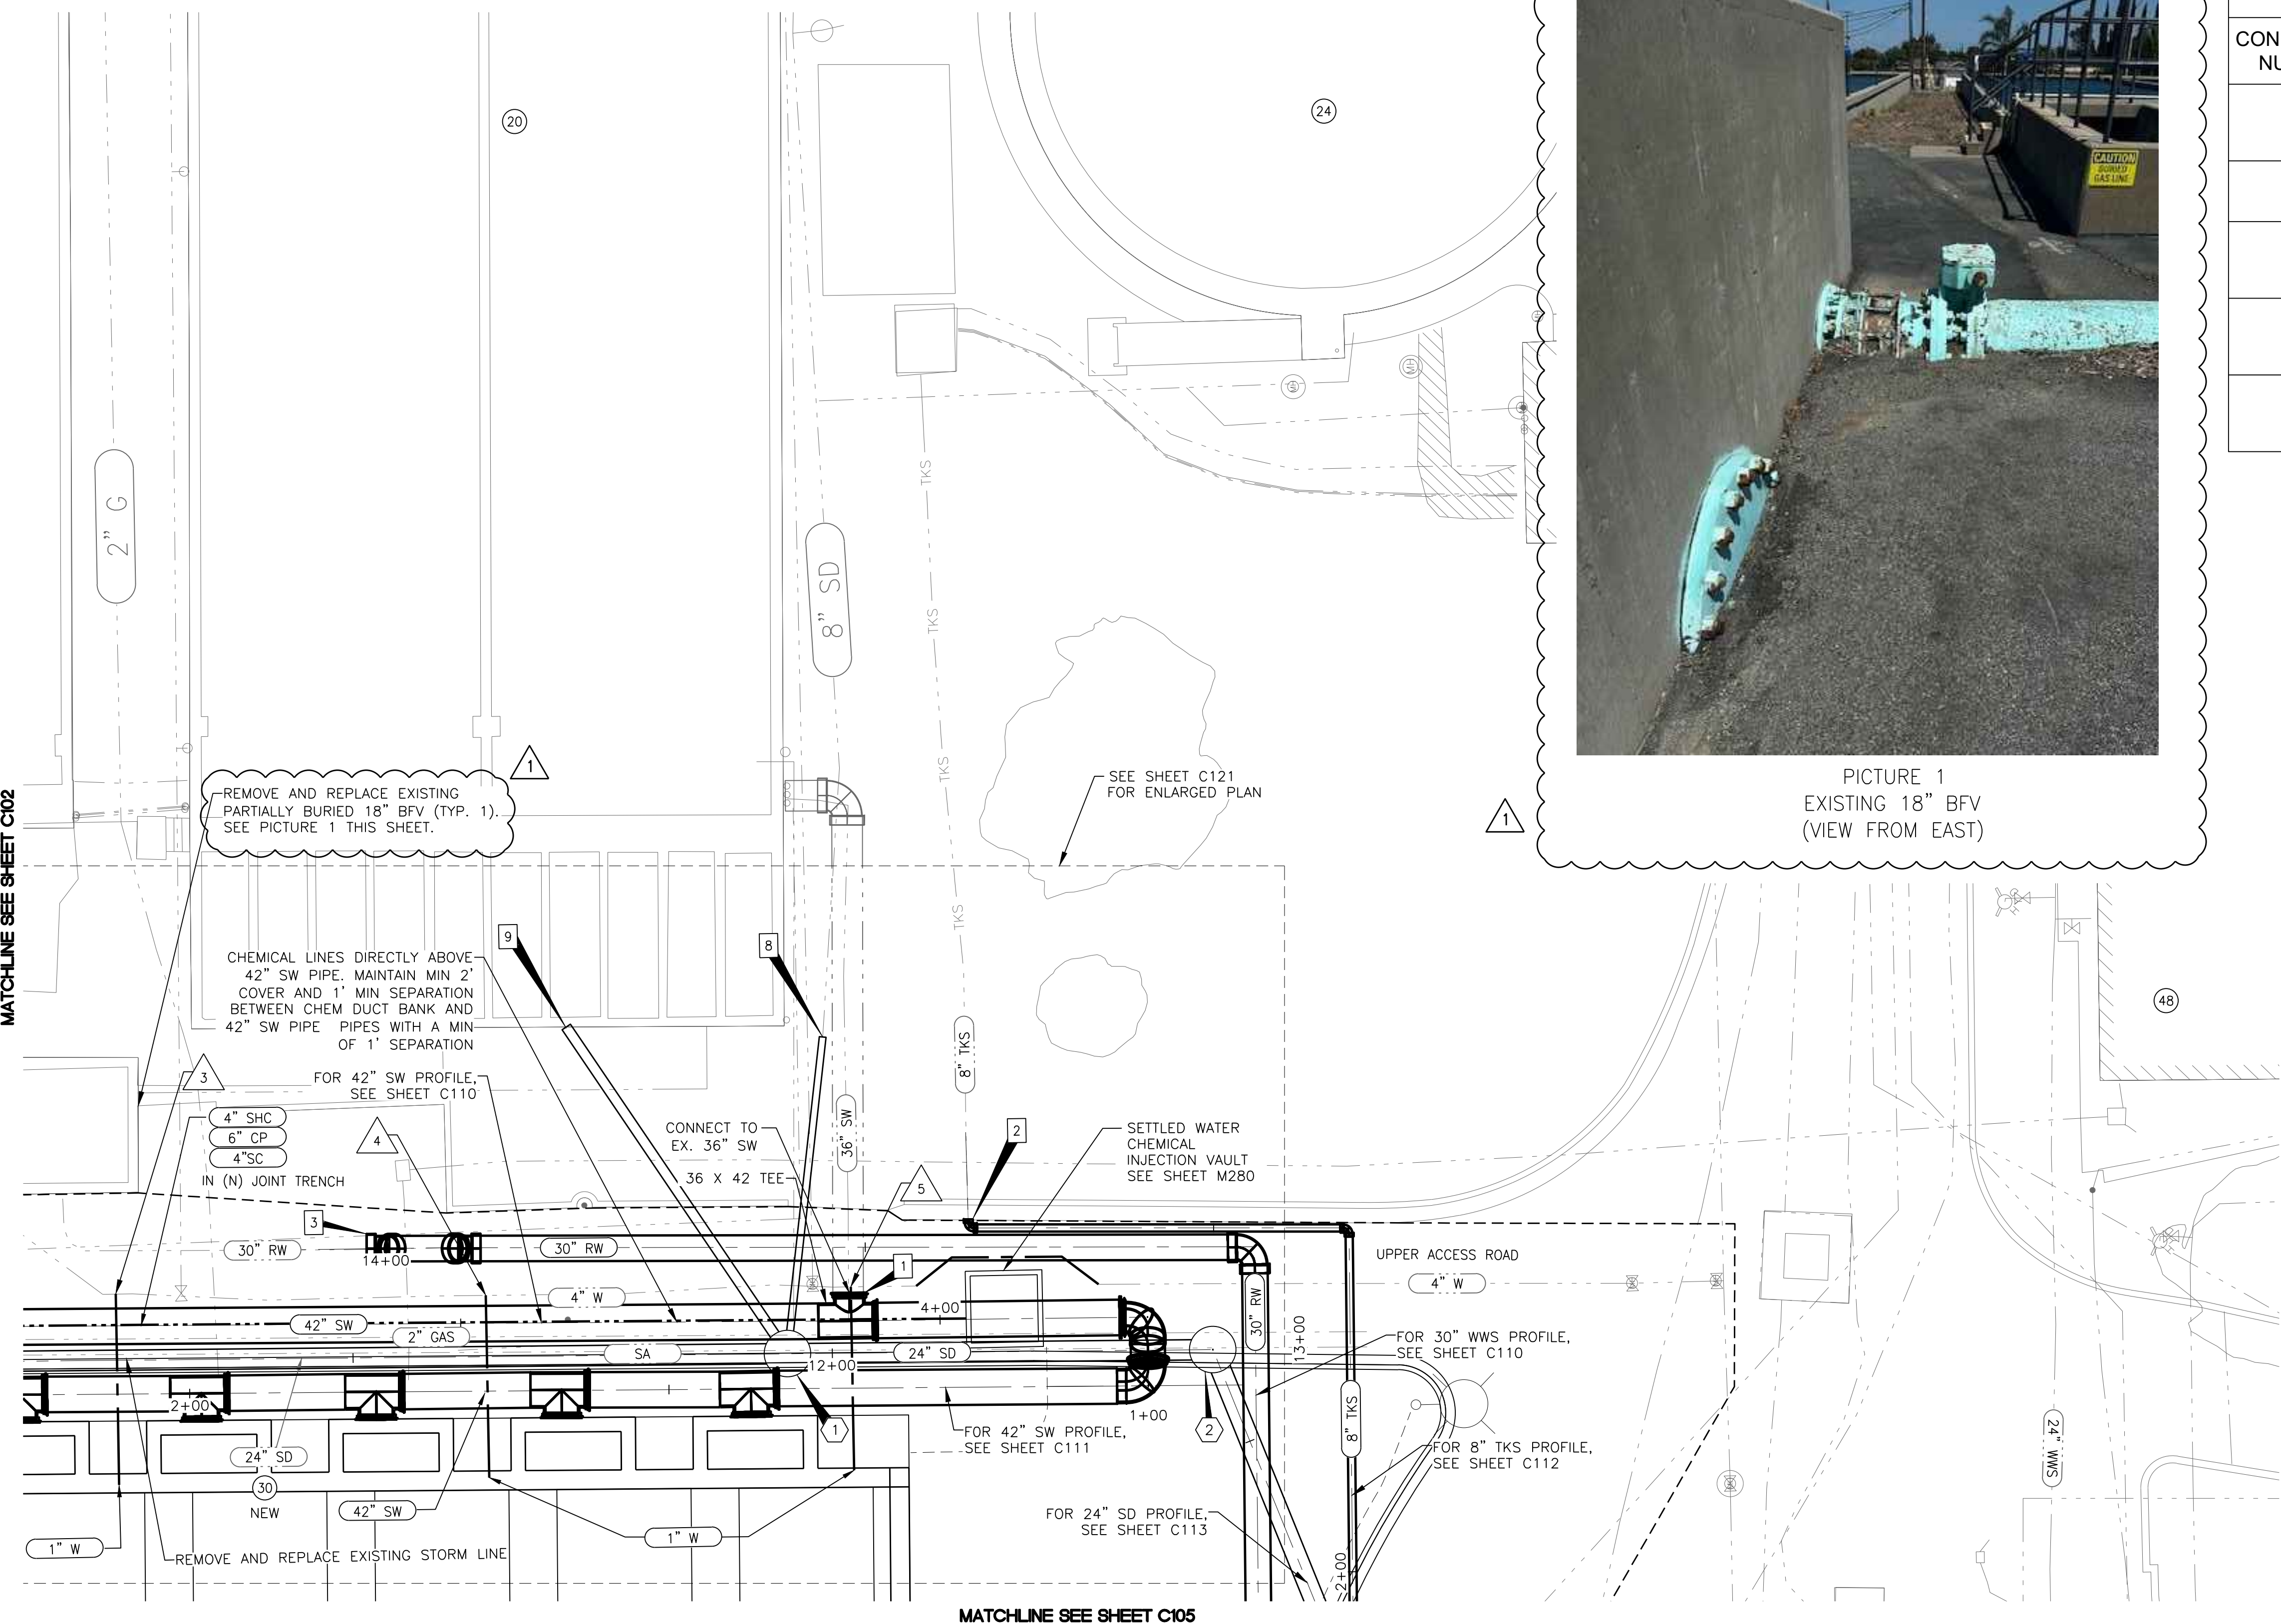 20
24
CON
NU
CAUTION
BURIED
GAS LINE
2" G
8" SD
TKS
TKS
TKS
TKS
MH
MH
1
REMOVE AND REPLACE EXISTING
PARTIALLY BURIED 18" BFV (TYP. 1).
SEE PICTURE 1 THIS SHEET.
SEE SHEET C121
FOR ENLARGED PLAN
1
PICTURE 1
EXISTING 18" BFV
(VIEW FROM EAST)
MATCHLINE SEE SHEET C102
9
8
CHEMICAL LINES DIRECTLY ABOVE
42" SW PIPE. MAINTAIN MIN 2'
COVER AND 1' MIN SEPARATION
BETWEEN CHEM DUCT BANK AND
42" SW PIPE PIPES WITH A MIN
OF 1' SEPARATION
48
3
FOR 42" SW PROFILE,
SEE SHEET C110
8" TKS
4" SHC
6" CP
4"SC
IN (N) JOINT TRENCH
4
CONNECT TO
EX. 36" SW
36" SW
36 X 42 TEE
5
2
SETTLED WATER
CHEMICAL
INJECTION VAULT
SEE SHEET M280
3
30" RW
14+00
30" RW
1
UPPER ACCESS ROAD
4" W
4" W
42" SW
2" GAS
4+00
30" RW
13+00
SA
12+00
24" SD
FOR 30" WWS PROFILE,
SEE SHEET C110
2+00
1+00
1
2
8" TKS
FOR 42" SW PROFILE,
SEE SHEET C111
FOR 8" TKS PROFILE,
SEE SHEET C112
24" WWS
24" SD
30
NEW
42" SW
1" W
1" W
FOR 24" SD PROFILE,
SEE SHEET C113
REMOVE AND REPLACE EXISTING STORM LINE
2+00
MATCHLINE SEE SHEET C105